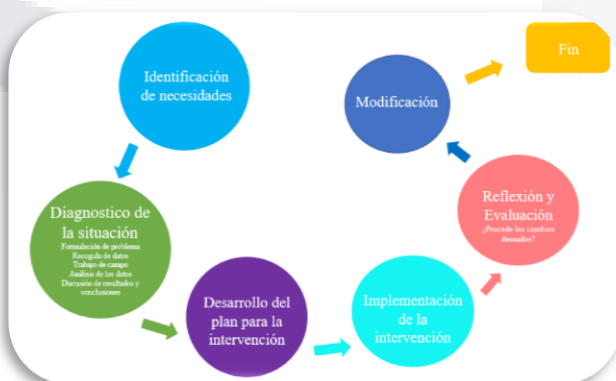 Identificación
de necesidades
Diagnostico de
la situación
Formulación de problema
Recogida de datos
Trabajo de campo
Análisis de los datos
Discusión de resultados y
conclusiones
Desarrollo del
plan para la
intervención
Implementación
de la
intervención
Reflexión y
Evaluación
¿Procede los cambios
deseados?
Modificación
Fin